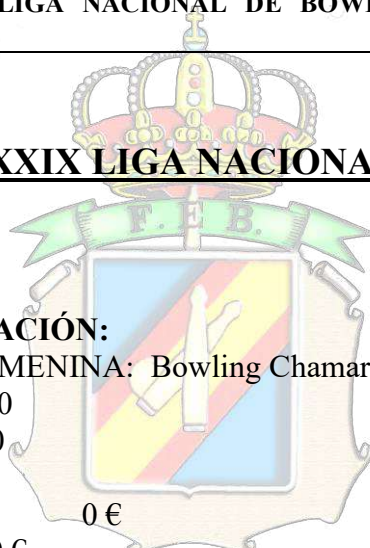 LIGA NACIONAL DE BOWL
XXIX LIGA NACIONA
F. E. B.
ACIÓN:
MENINA: Bowling Chamar
0
0
0 €
0 €